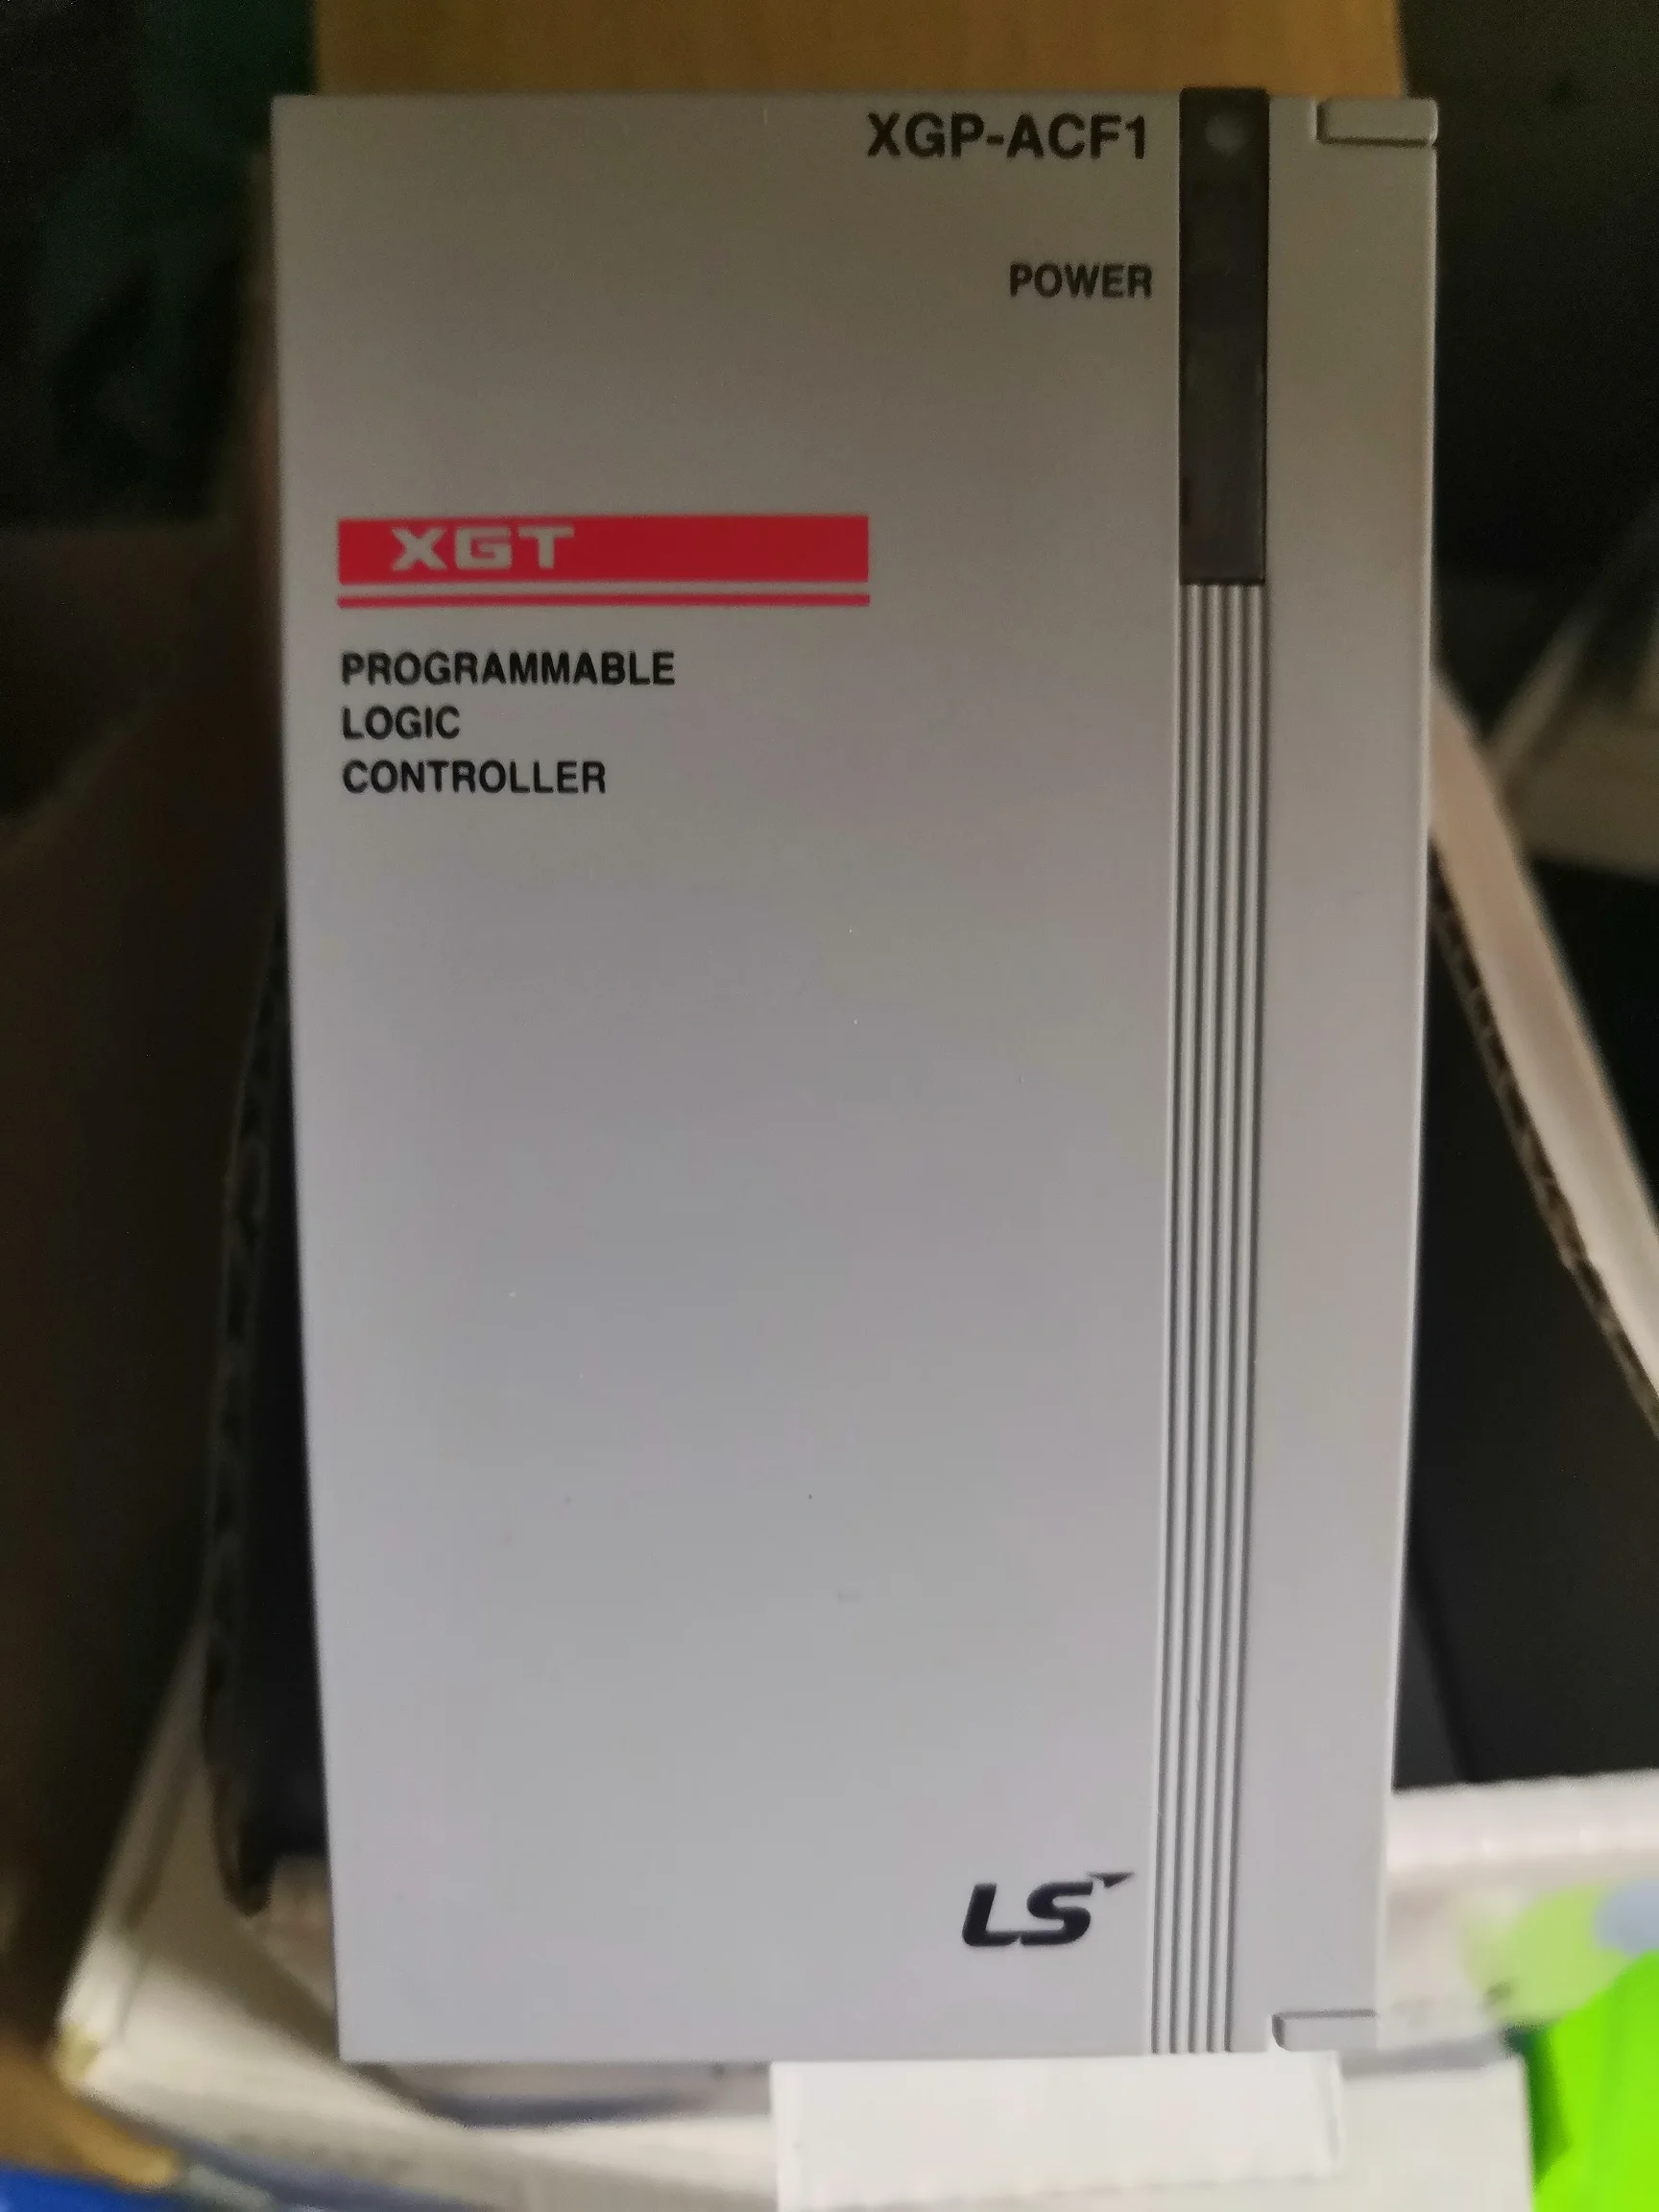 XGP-ACF1
POWER
XGT
PROGRAMMABLE
LOGIC
CONTROLLER
LS